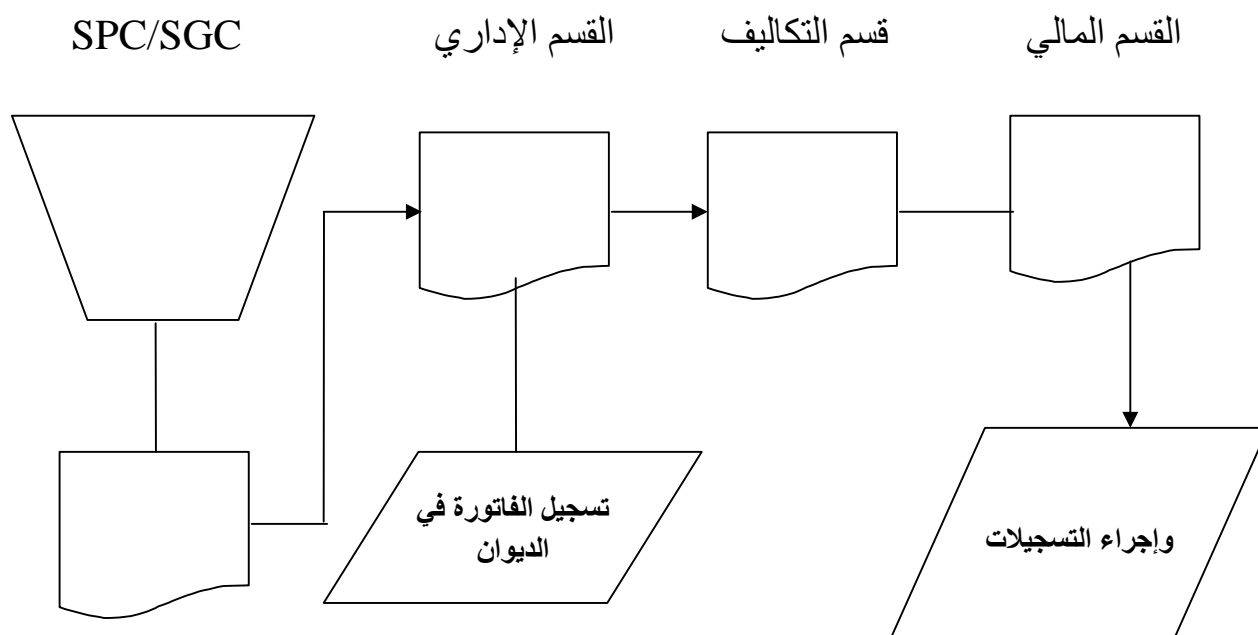 SPC/SGC
القسم الإداري
قسم التكاليف
القسم المالي
تسجيل الفاتورة في
الديوان
وإجراء التسجيلات